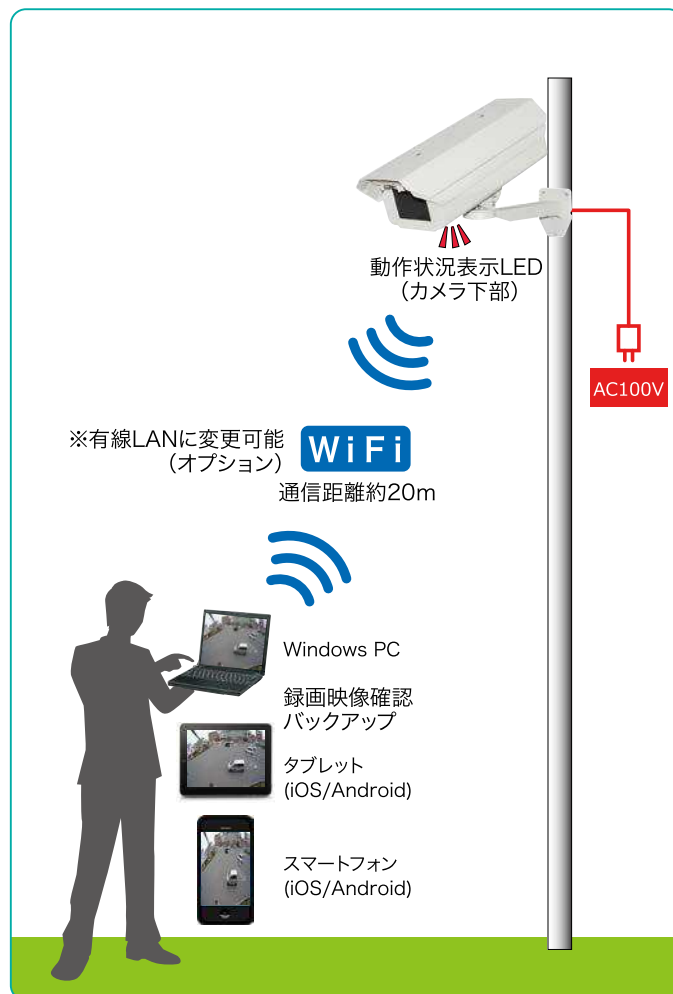 動作状況表示LED
（カメラ下部）
AC100V
※有線LANに変更可能
（オプション）
WiFi
通信距離約20m
Windows PC
録画映像確認
バックアップ
タブレット
(iOS/Android)
スマートフォン
(iOS/Android)